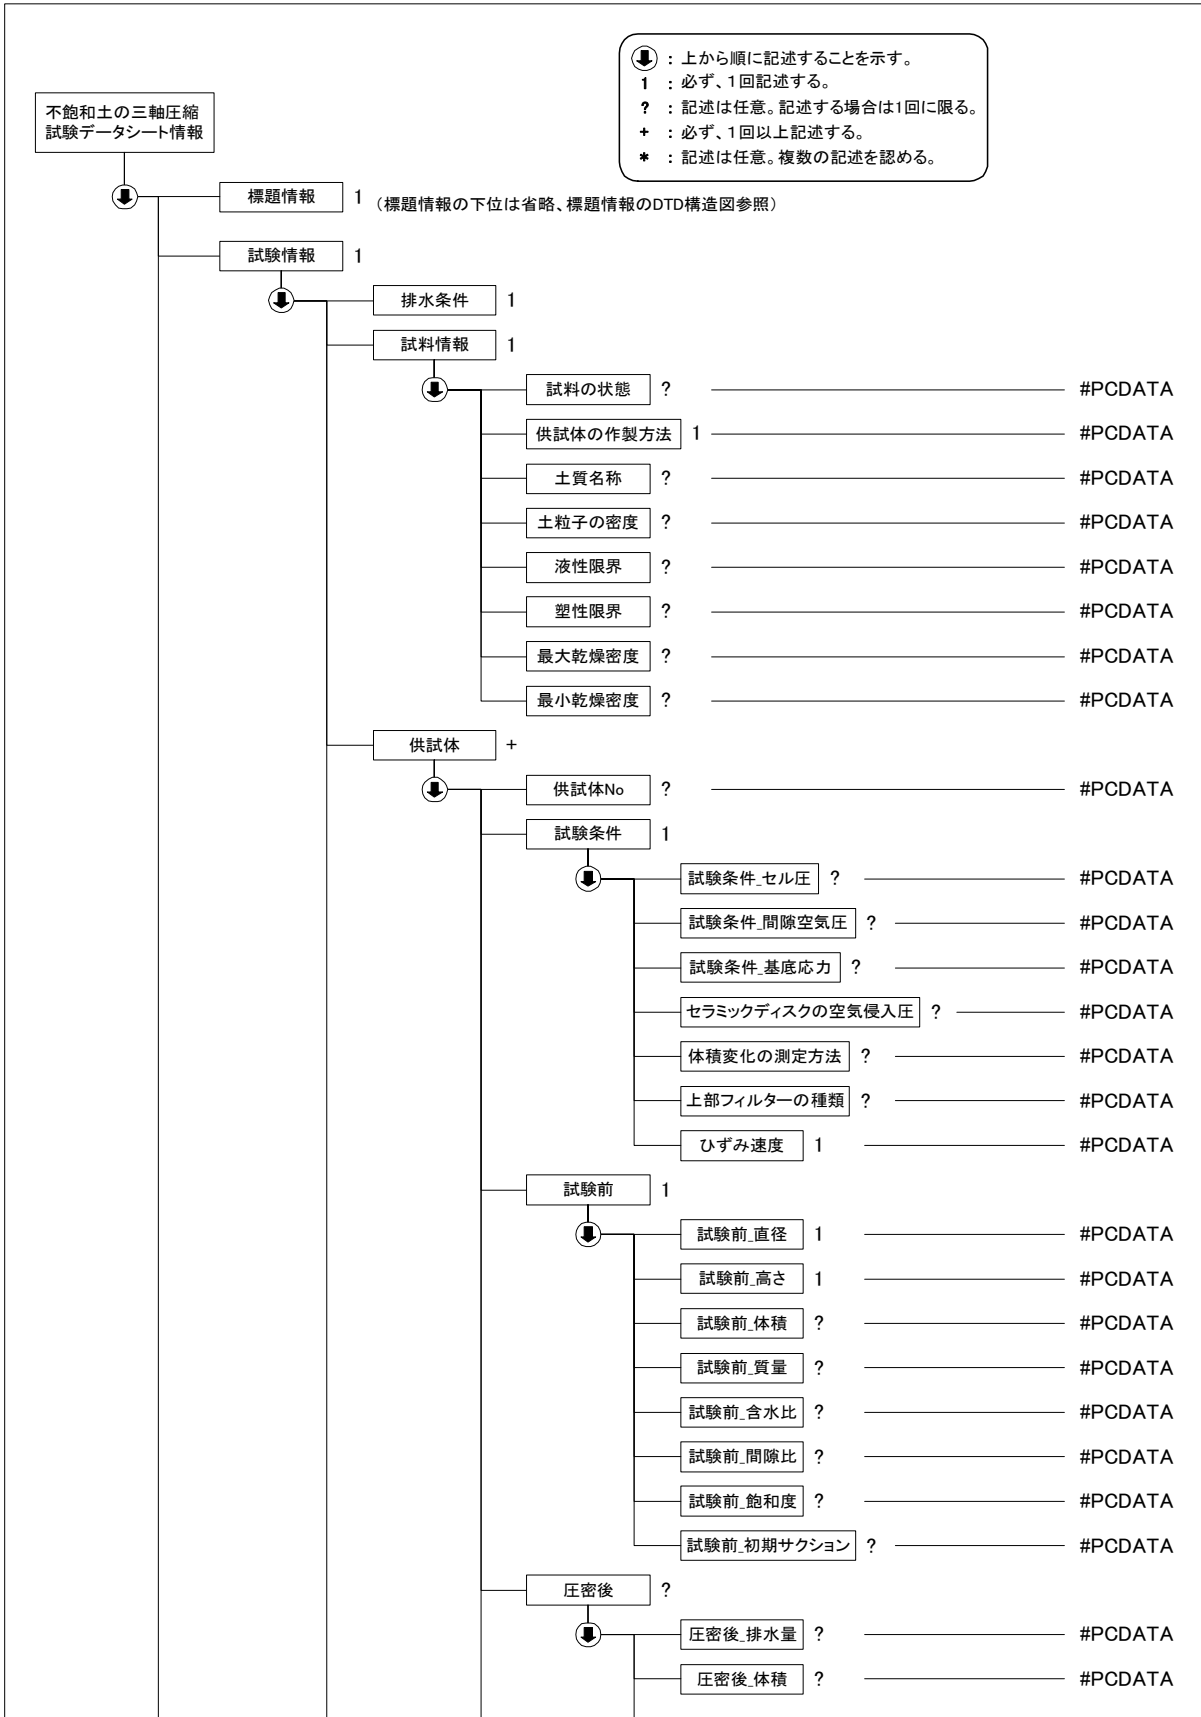 : 上から順に記述することを示す。
1 : 必ず、1回記述する。
? : 記述は任意。記述する場合は1回に限る。
+ : 必ず、1回以上記述する。
* : 記述は任意。複数の記述を認める。
不飽和土の三軸圧縮
試験データシート情報
標題情報 1 (標題情報の下位は省略、標題情報のDTD構造図参照)
試験情報 1
排水条件 1
試料情報 1
試料の状態 ? #PCDATA
供試体の作製方法 1 #PCDATA
土質名称 ? #PCDATA
土粒子の密度 ? #PCDATA
液性限界 ? #PCDATA
塑性限界 ? #PCDATA
最大乾燥密度 ? #PCDATA
最小乾燥密度 ? #PCDATA
供試体 +
供試体No ? #PCDATA
試験条件 1
試験条件_セル圧 ? #PCDATA
試験条件_間隙空気圧 ? #PCDATA
試験条件_基底応力 ? #PCDATA
セラミックディスクの空気侵入圧 ? #PCDATA
体積変化の測定方法 ? #PCDATA
上部フィルターの種類 ? #PCDATA
ひずみ速度 1 #PCDATA
試験前 1
試験前_直径 1 #PCDATA
試験前_高さ 1 #PCDATA
試験前_体積 ? #PCDATA
試験前_質量 ? #PCDATA
試験前_含水比 ? #PCDATA
試験前_間隙比 ? #PCDATA
試験前_飽和度 ? #PCDATA
試験前_初期サクション ? #PCDATA
圧密後 ?
圧密後_排水量 ? #PCDATA
圧密後_体積 ? #PCDATA